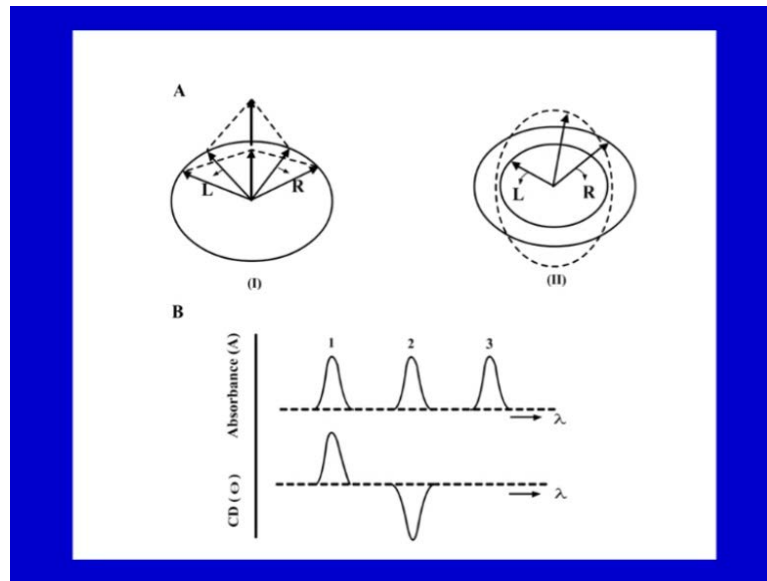 A
L R
L R
(I)
(II)
B
Absorbance (A)
1 2 3
λ
CD (Θ)
λ